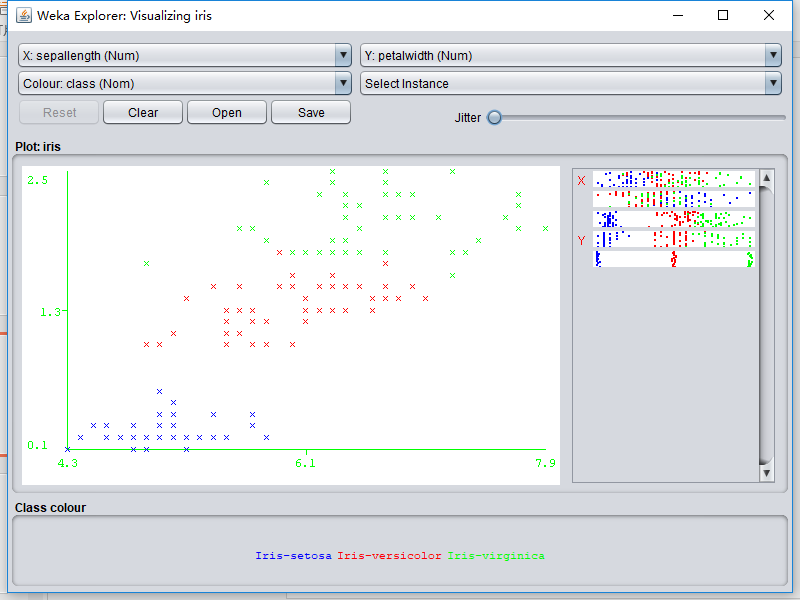 Weka Explorer: Visualizing iris
X: sepallength (Num)
Y: petalwidth (Num)
Colour: class (Nom)
Select Instance
Reset
Clear
Open
Save
Jitter
Plot: iris
2.5
1.3
0.1
4.3
6.1
7.9
X
Y
Class colour
Iris-setosa Iris-versicolor Iris-virginica